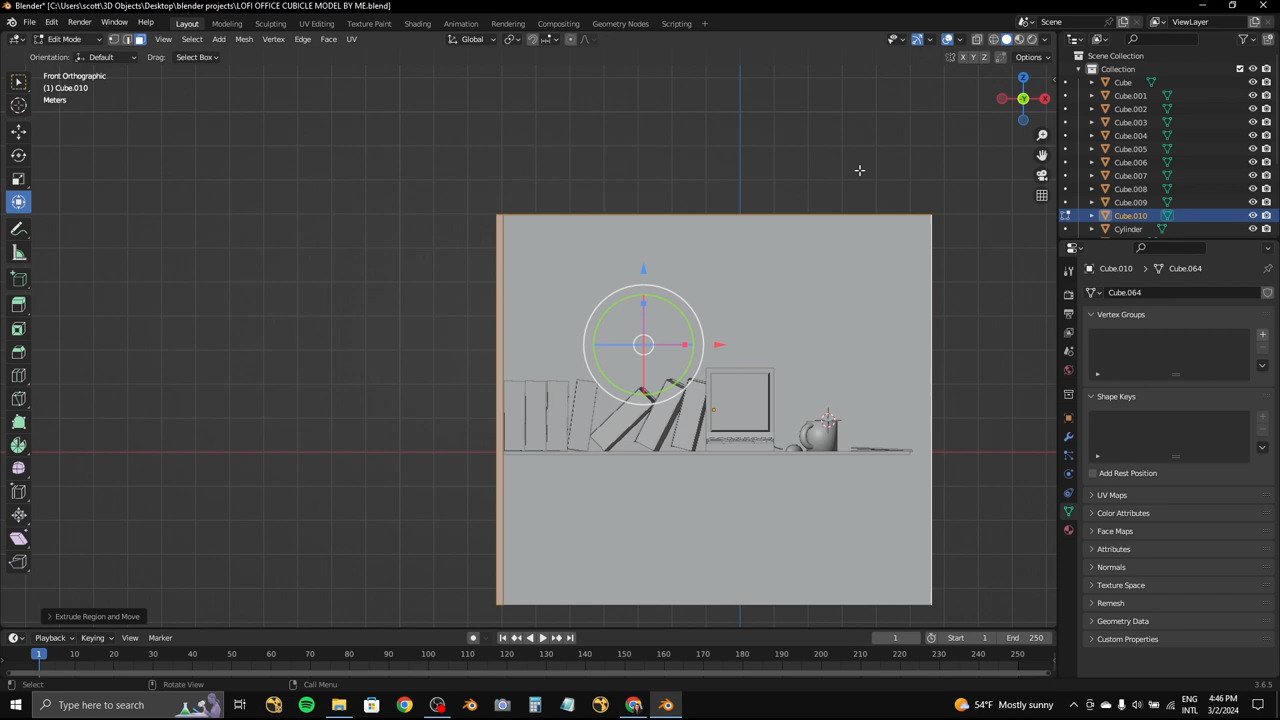 Blender* [C:\Users\scott\3D Objects\Desktop\blender projects\LOFI OFFICE CUBICLE MODEL BY ME.blend]
File Edit Render Window Help Layout Modeling Sculpting UV Editing Texture Paint Shading Animation Rendering Compositing Geometry Nodes Scripting + Scene ViewLayer
Edit Mode View Select Add Mesh Vertex Edge Face UV Global
Orientation: Default Drag: Select Box X Y Z Options
Front Orthographic
(1) Cube.010
Meters
Z
-Y
X
Scene Collection
Collection
Cube
Cube.001
Cube.002
Cube.003
Cube.004
Cube.005
Cube.006
Cube.007
Cube.008
Cube.009
Cube.010
Cylinder
Cube.010 Cube.064
Cube.064
Vertex Groups
Shape Keys
Add Rest Position
UV Maps
Color Attributes
Face Maps
Attributes
Normals
Texture Space
Remesh
Geometry Data
Custom Properties
Extrude Region and Move
Playback Keying View Marker 1 Start 1 End 250
1 10 20 30 40 50 60 70 80 90 100 110 120 130 140 150 160 170 180 190 200 210 220 230 240 250
Select Rotate View Call Menu 3.6.5
Type here to search
54°F Mostly sunny
ENG
INTL
4:46 PM
3/2/2024